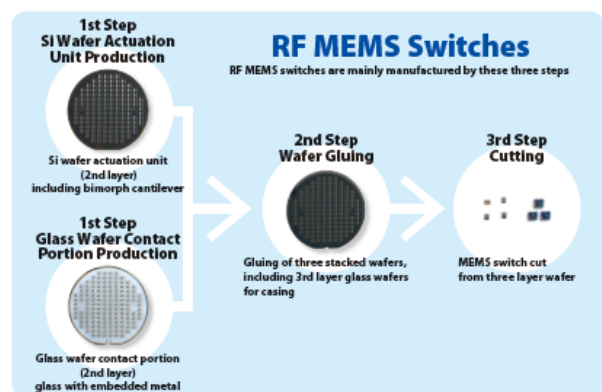 1st Step
Si Wafer Actuation
Unit Production
Si wafer actuation unit
(2nd layer)
including bimorph cantilever
1st Step
Glass Wafer Contact
Portion Production
Glass wafer contact portion
(2nd layer)
glass with embedded metal
RF MEMS Switches
RF MEMS switches are mainly manufactured by these three steps
2nd Step
Wafer Gluing
Gluing of three stacked wafers,
including 3rd layer glass wafers
for casing
3rd Step
Cutting
MEMS switch cut
from three layer wafer